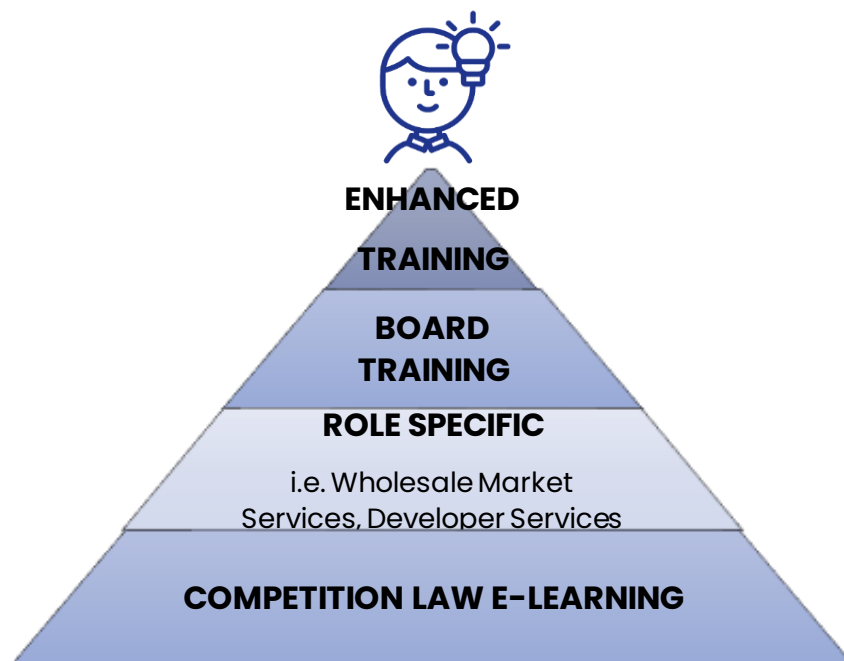 ENHANCED
TRAINING
BOARD
TRAINING
ROLE SPECIFIC
i.e. Wholesale Market
Services, Developer Services
COMPETITION LAW E-LEARNING